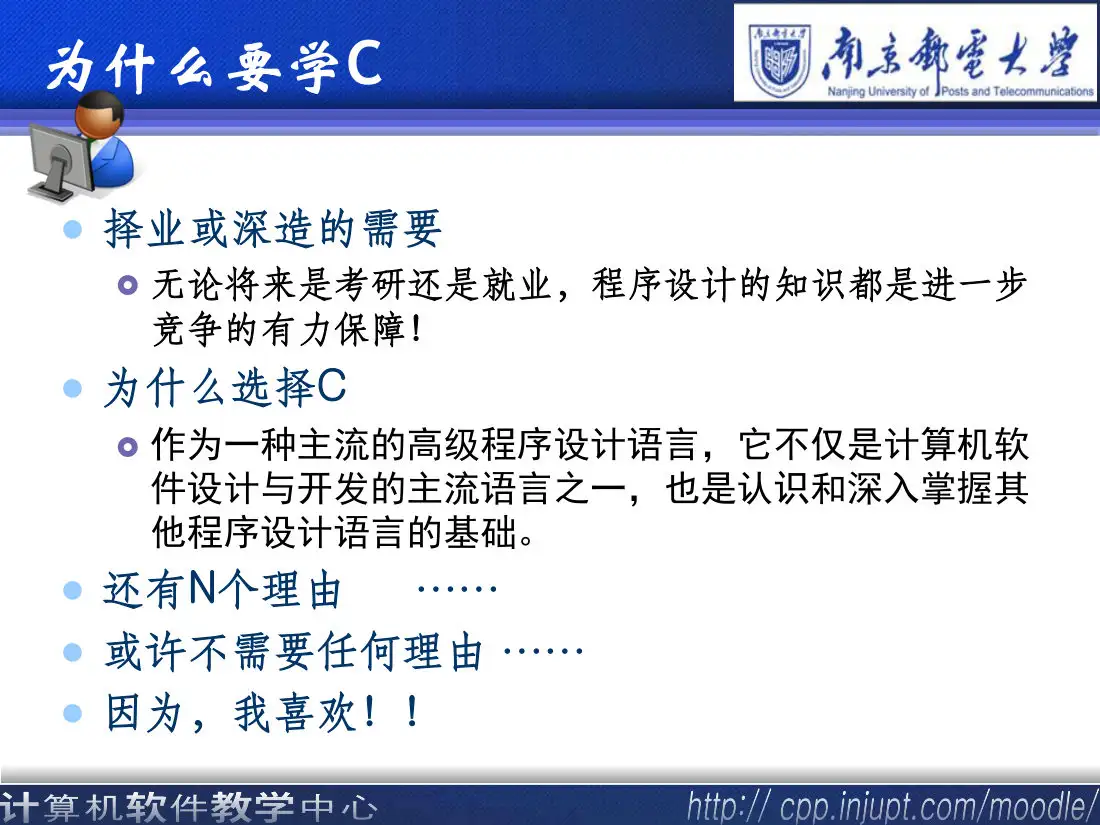 为什么要学C
南京邮电大学
Nanjing University of Posts and Telecommunications
择业或深造的需要
无论将来是考研还是就业，程序设计的知识都是进一步
竞争的有力保障！
为什么选择C
作为一种主流的高级程序设计语言，它不仅是计算机软
件设计与开发的主流语言之一，也是认识和深入掌握其
他程序设计语言的基础。
还有N个理由 ……
或许不需要任何理由 ……
因为，我喜欢！！
计算机软件教学中心
http:// cpp.injupt.com/moodle/